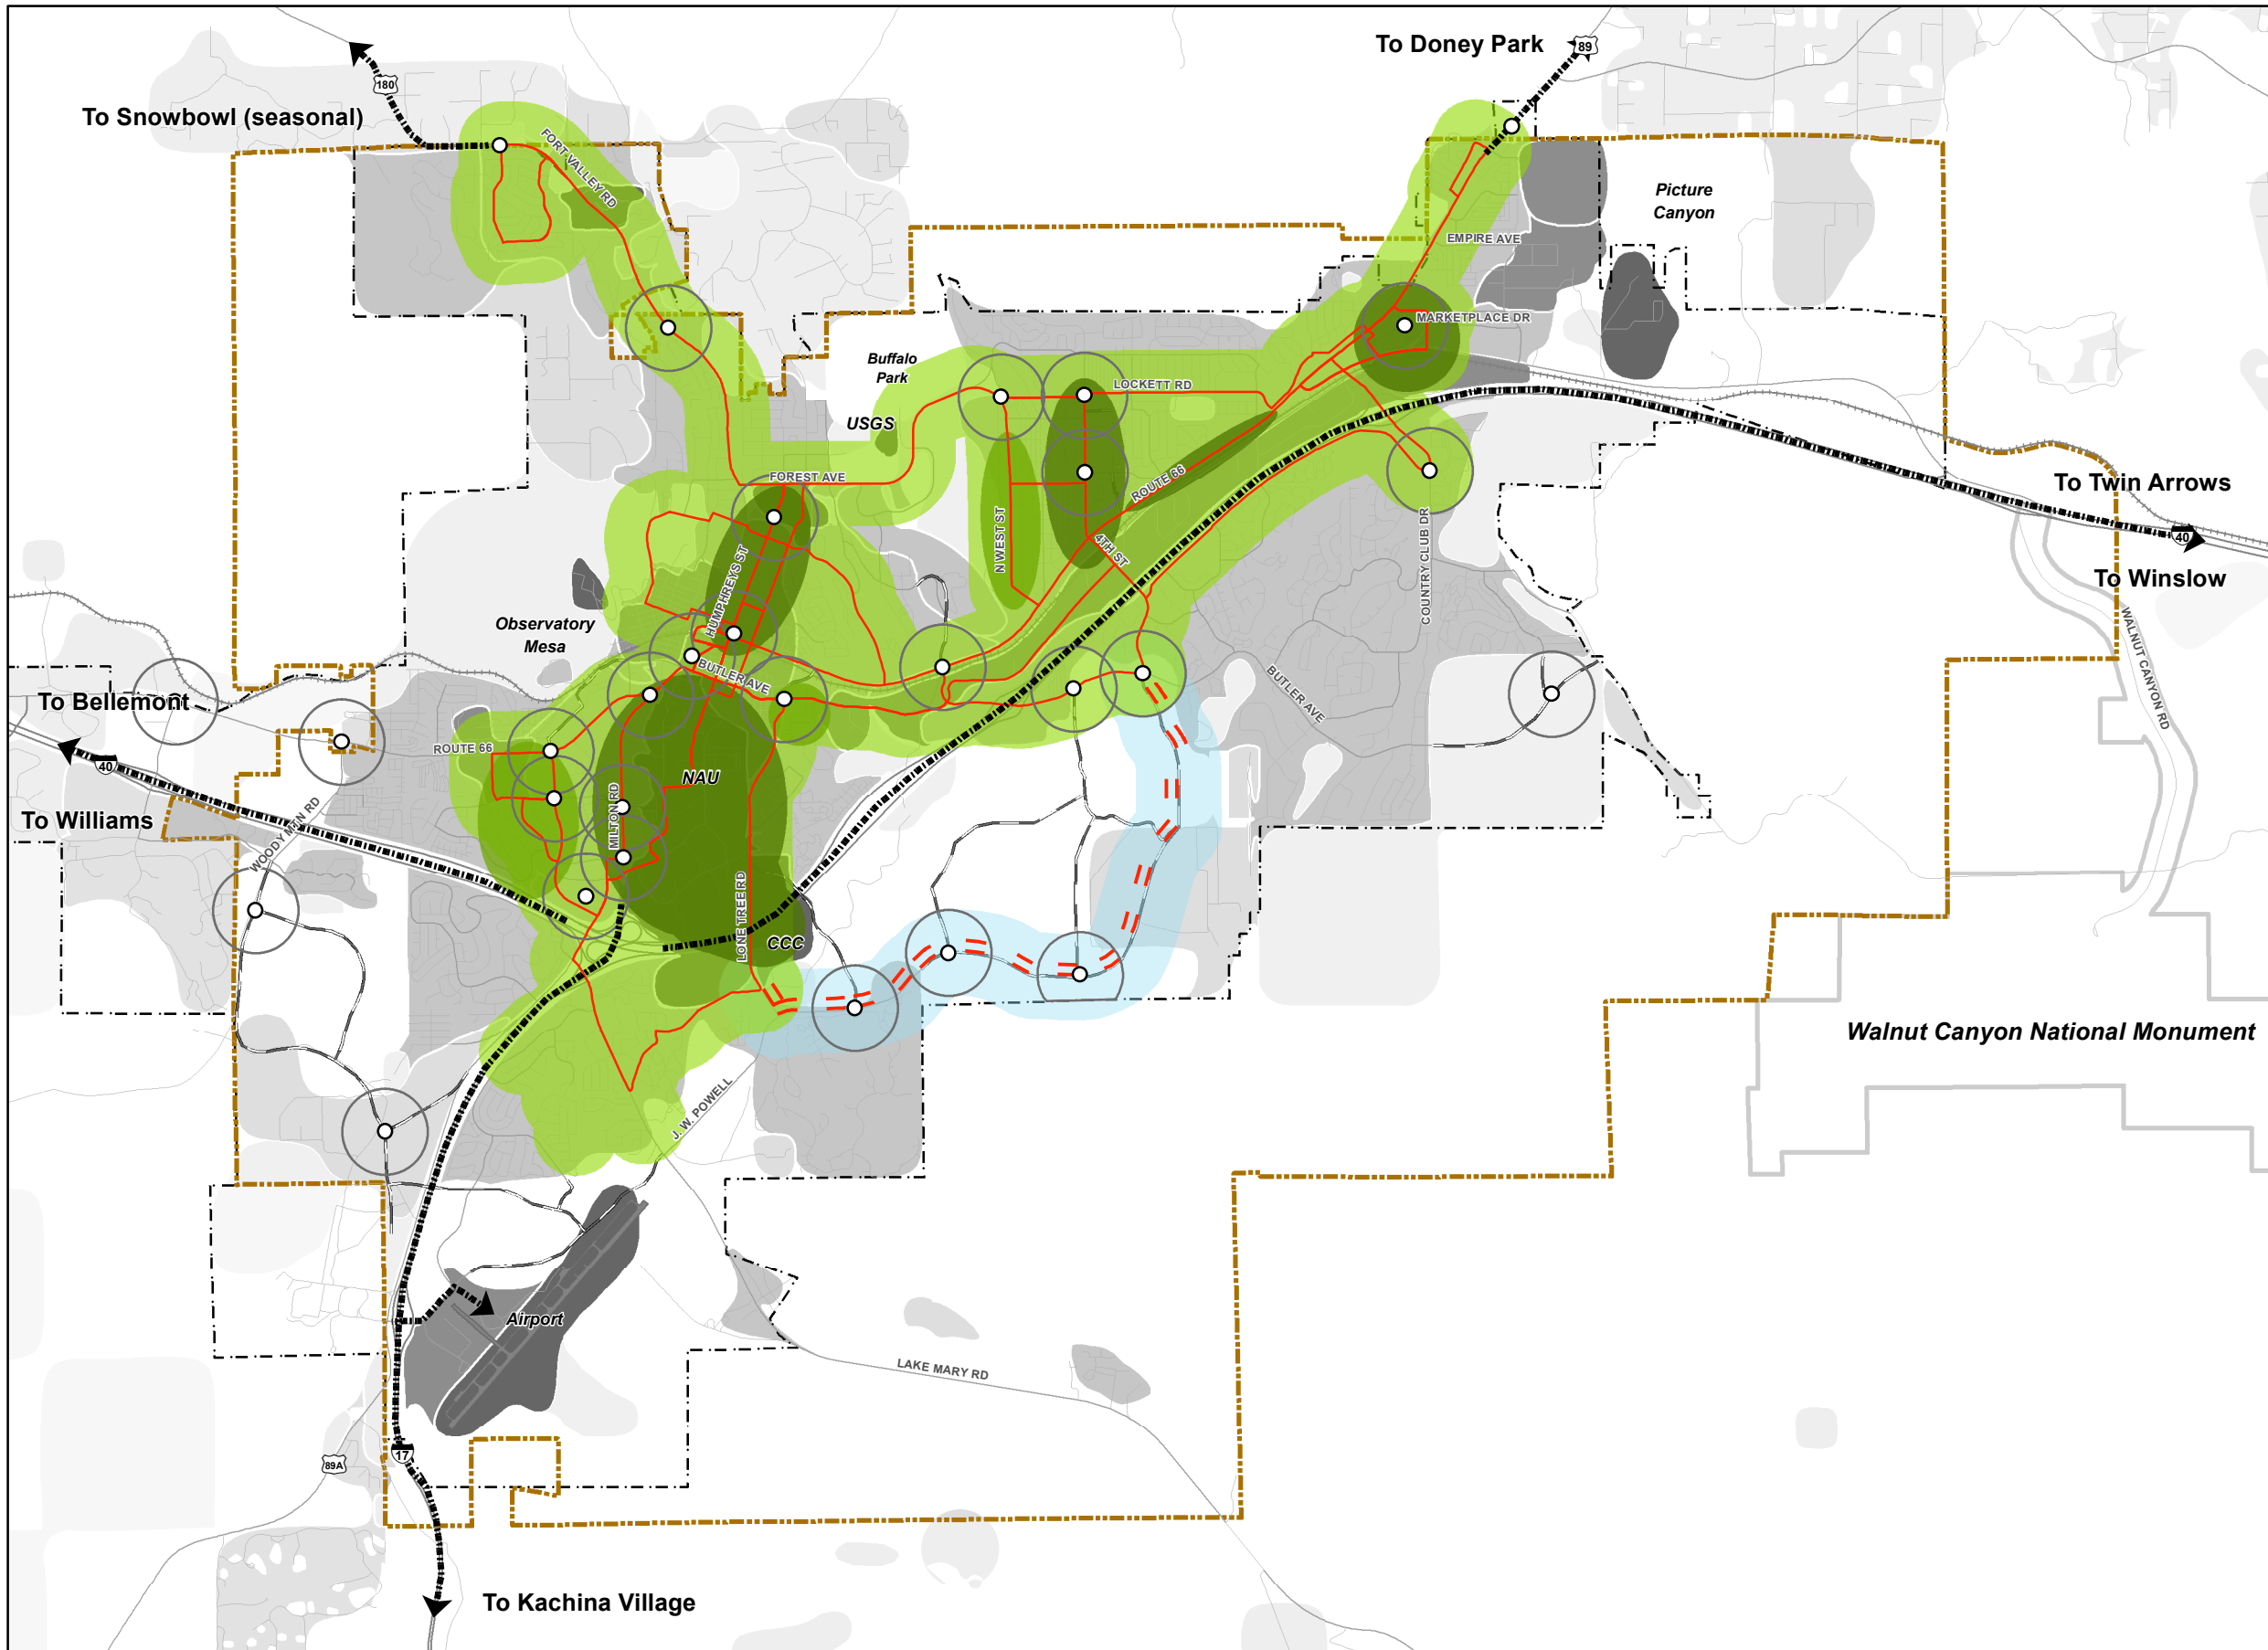 To Doney Park
89
180
To Snowbowl (seasonal)
FORT VALLEY RD
Picture
Canyon
EMPIRE AVE
MARKETPLACE DR
Buffalo
Park
LOCKETT RD
USGS
FOREST AVE
ROUTE 66
To Twin Arrows
40
To Winslow
N WEST ST
4TH ST
COUNTRY CLUB DR
HUMPHREYS ST
Observatory
Mesa
WALNUT CANYON RD
BUTLER AVE
BUTLER AVE
To Bellemont
ROUTE 66
40
NAU
To Williams
MILTON RD
WOODY MTN RD
LONE TREE RD
CCC
Walnut Canyon National Monument
J. W. POWELL
Airport
LAKE MARY RD
17
89A
To Kachina Village